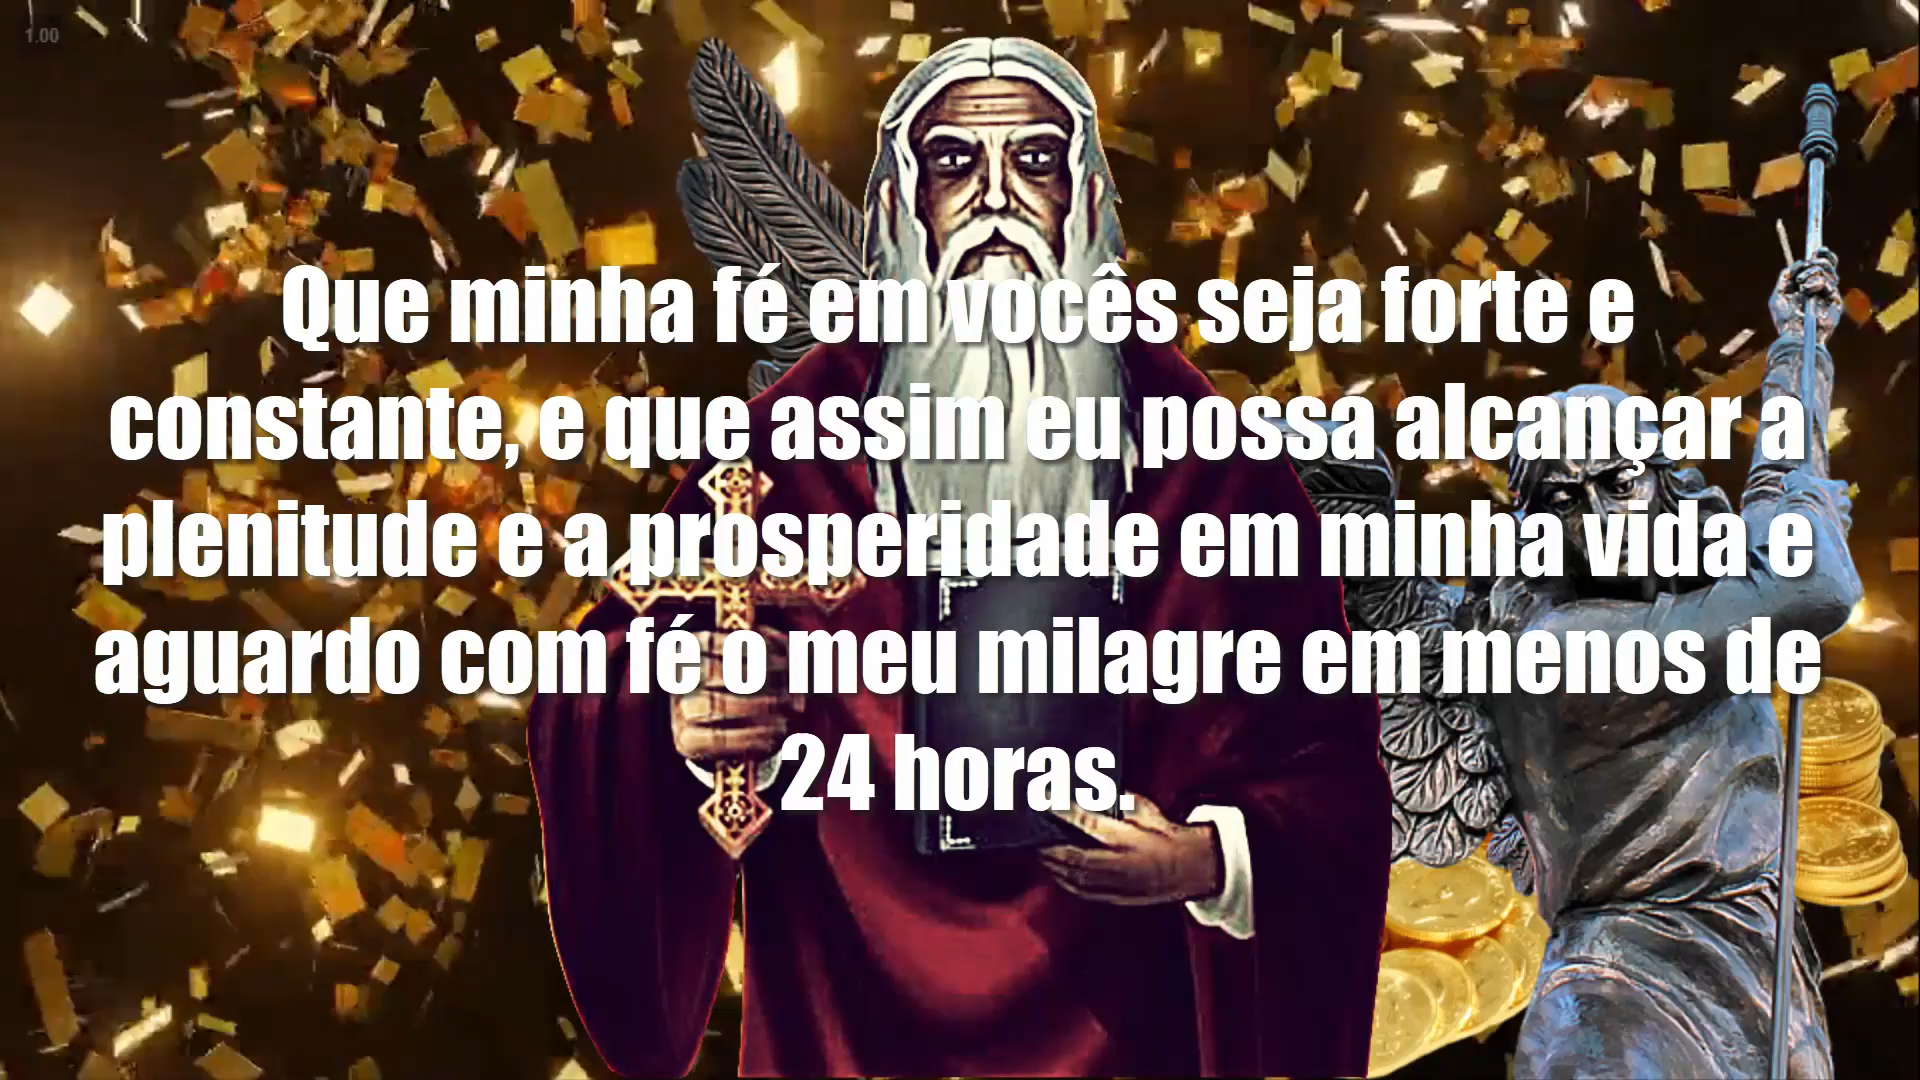 1.00
Que minha fé em vocês seja forte e
constante, e que assim eu possa alcançar a
plenitude e a prosperidade em minha vida e
aguardo com fé o meu milagre em menos de
24 horas.